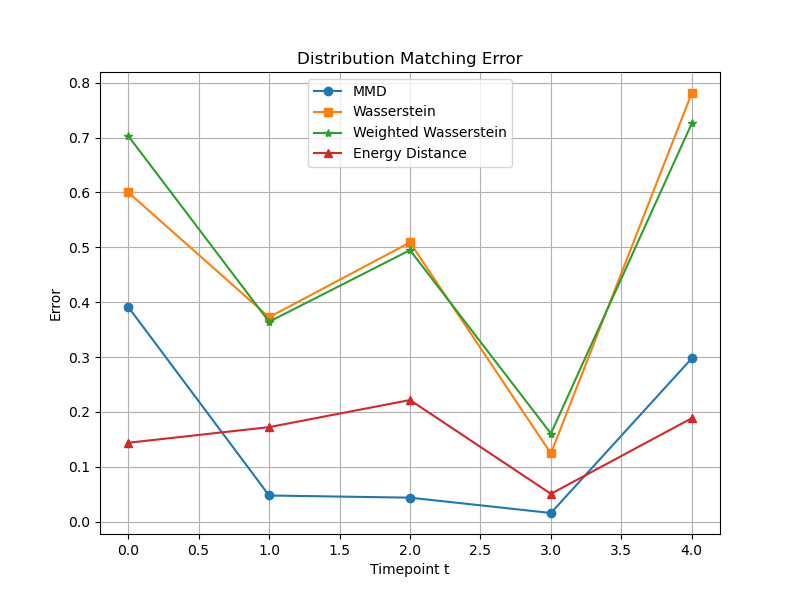 Distribution Matching Error
MMD
Wasserstein
Weighted Wasserstein
Energy Distance
Error
0.8
0.7
0.6
0.5
0.4
0.3
0.2
0.1
0.0
0.0 0.5 1.0 1.5 2.0 2.5 3.0 3.5 4.0
Timepoint t